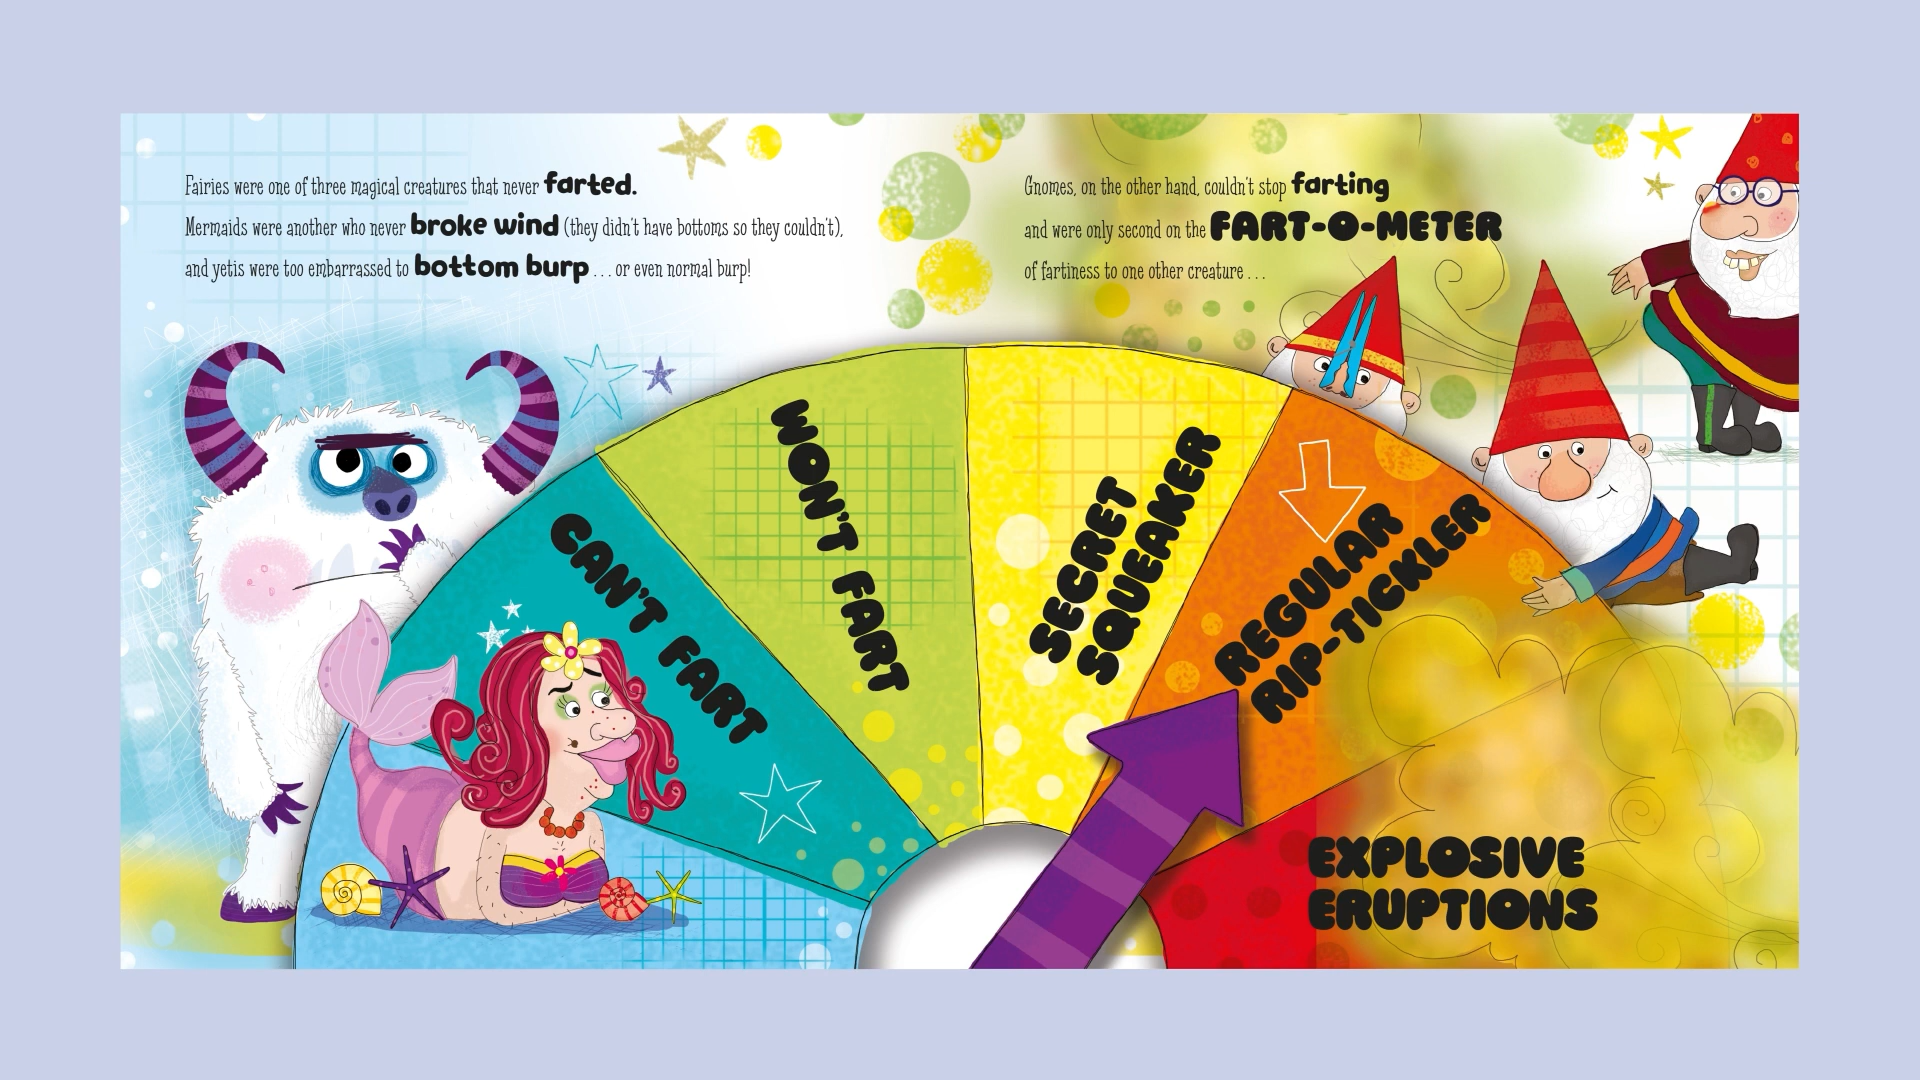 Fairies were one of three magical creatures that never farted.
Mermaids were another who never broke wind (they didn't have bottoms so they couldn't),
and yetis were too embarrassed to bottom burp . . . or even normal burp!
Gnomes, on the other hand, couldn't stop farting
and were only second on the FART-O-METER
of fartiness to one other creature . . .
CAN'T FART
WON'T FART
SECRET
SQUEAKER
REGULAR
RIP-TICKLER
EXPLOSIVE
ERUPTIONS